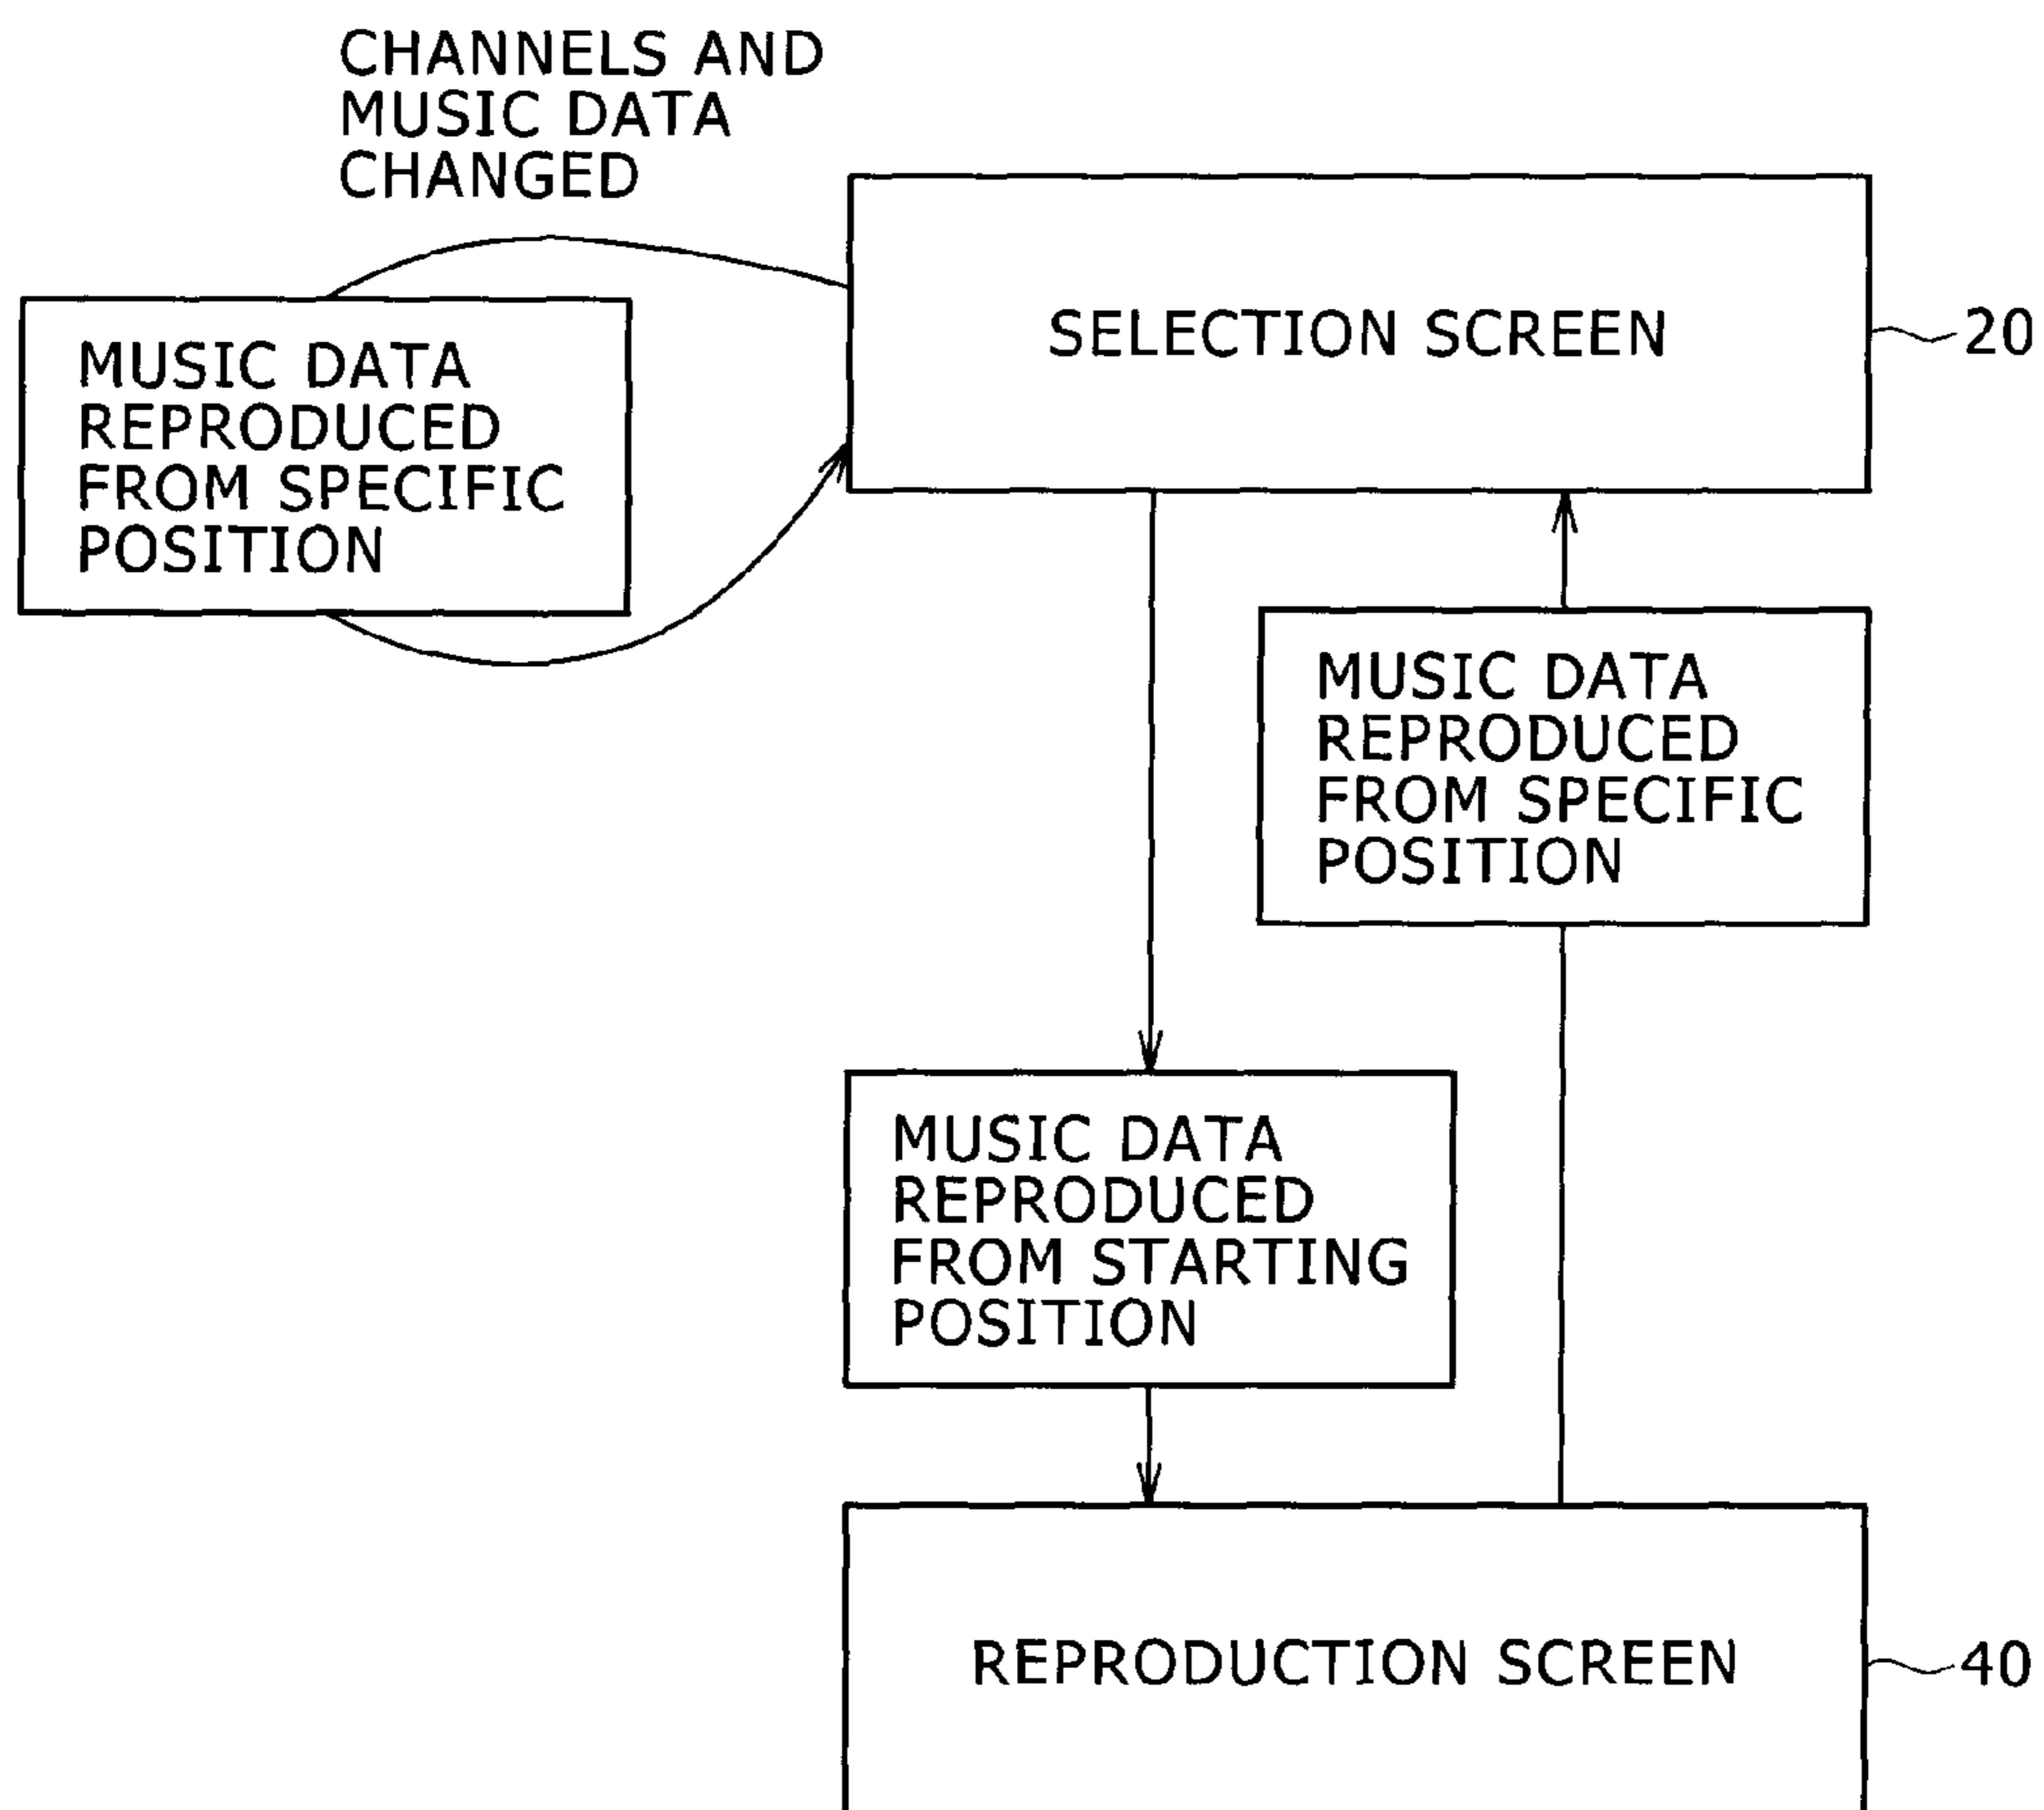 CHANNELS AND
MUSIC DATA
CHANGED
SELECTION SCREEN
20
MUSIC DATA
REPRODUCED
FROM SPECIFIC
POSITION
MUSIC DATA
REPRODUCED
FROM SPECIFIC
POSITION
MUSIC DATA
REPRODUCED
FROM STARTING
POSITION
REPRODUCTION SCREEN
40